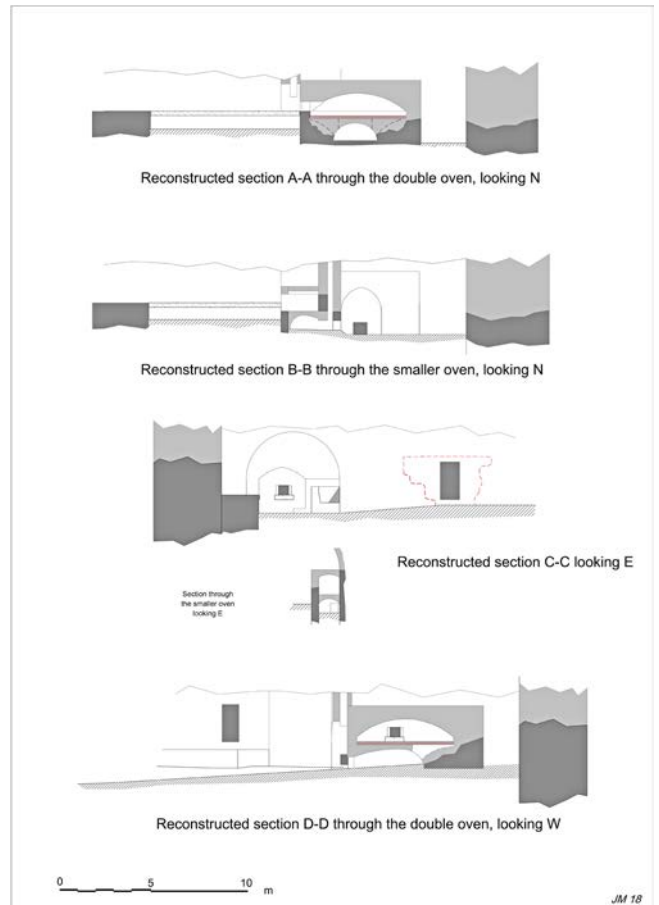 Reconstructed section A-A through the double oven, looking N
Reconstructed section B-B through the smaller oven, looking N
Reconstructed section C-C looking E
Section through
the smaller oven
looking E
Reconstructed section D-D through the double oven, looking W
0 5 10 m
JM 18